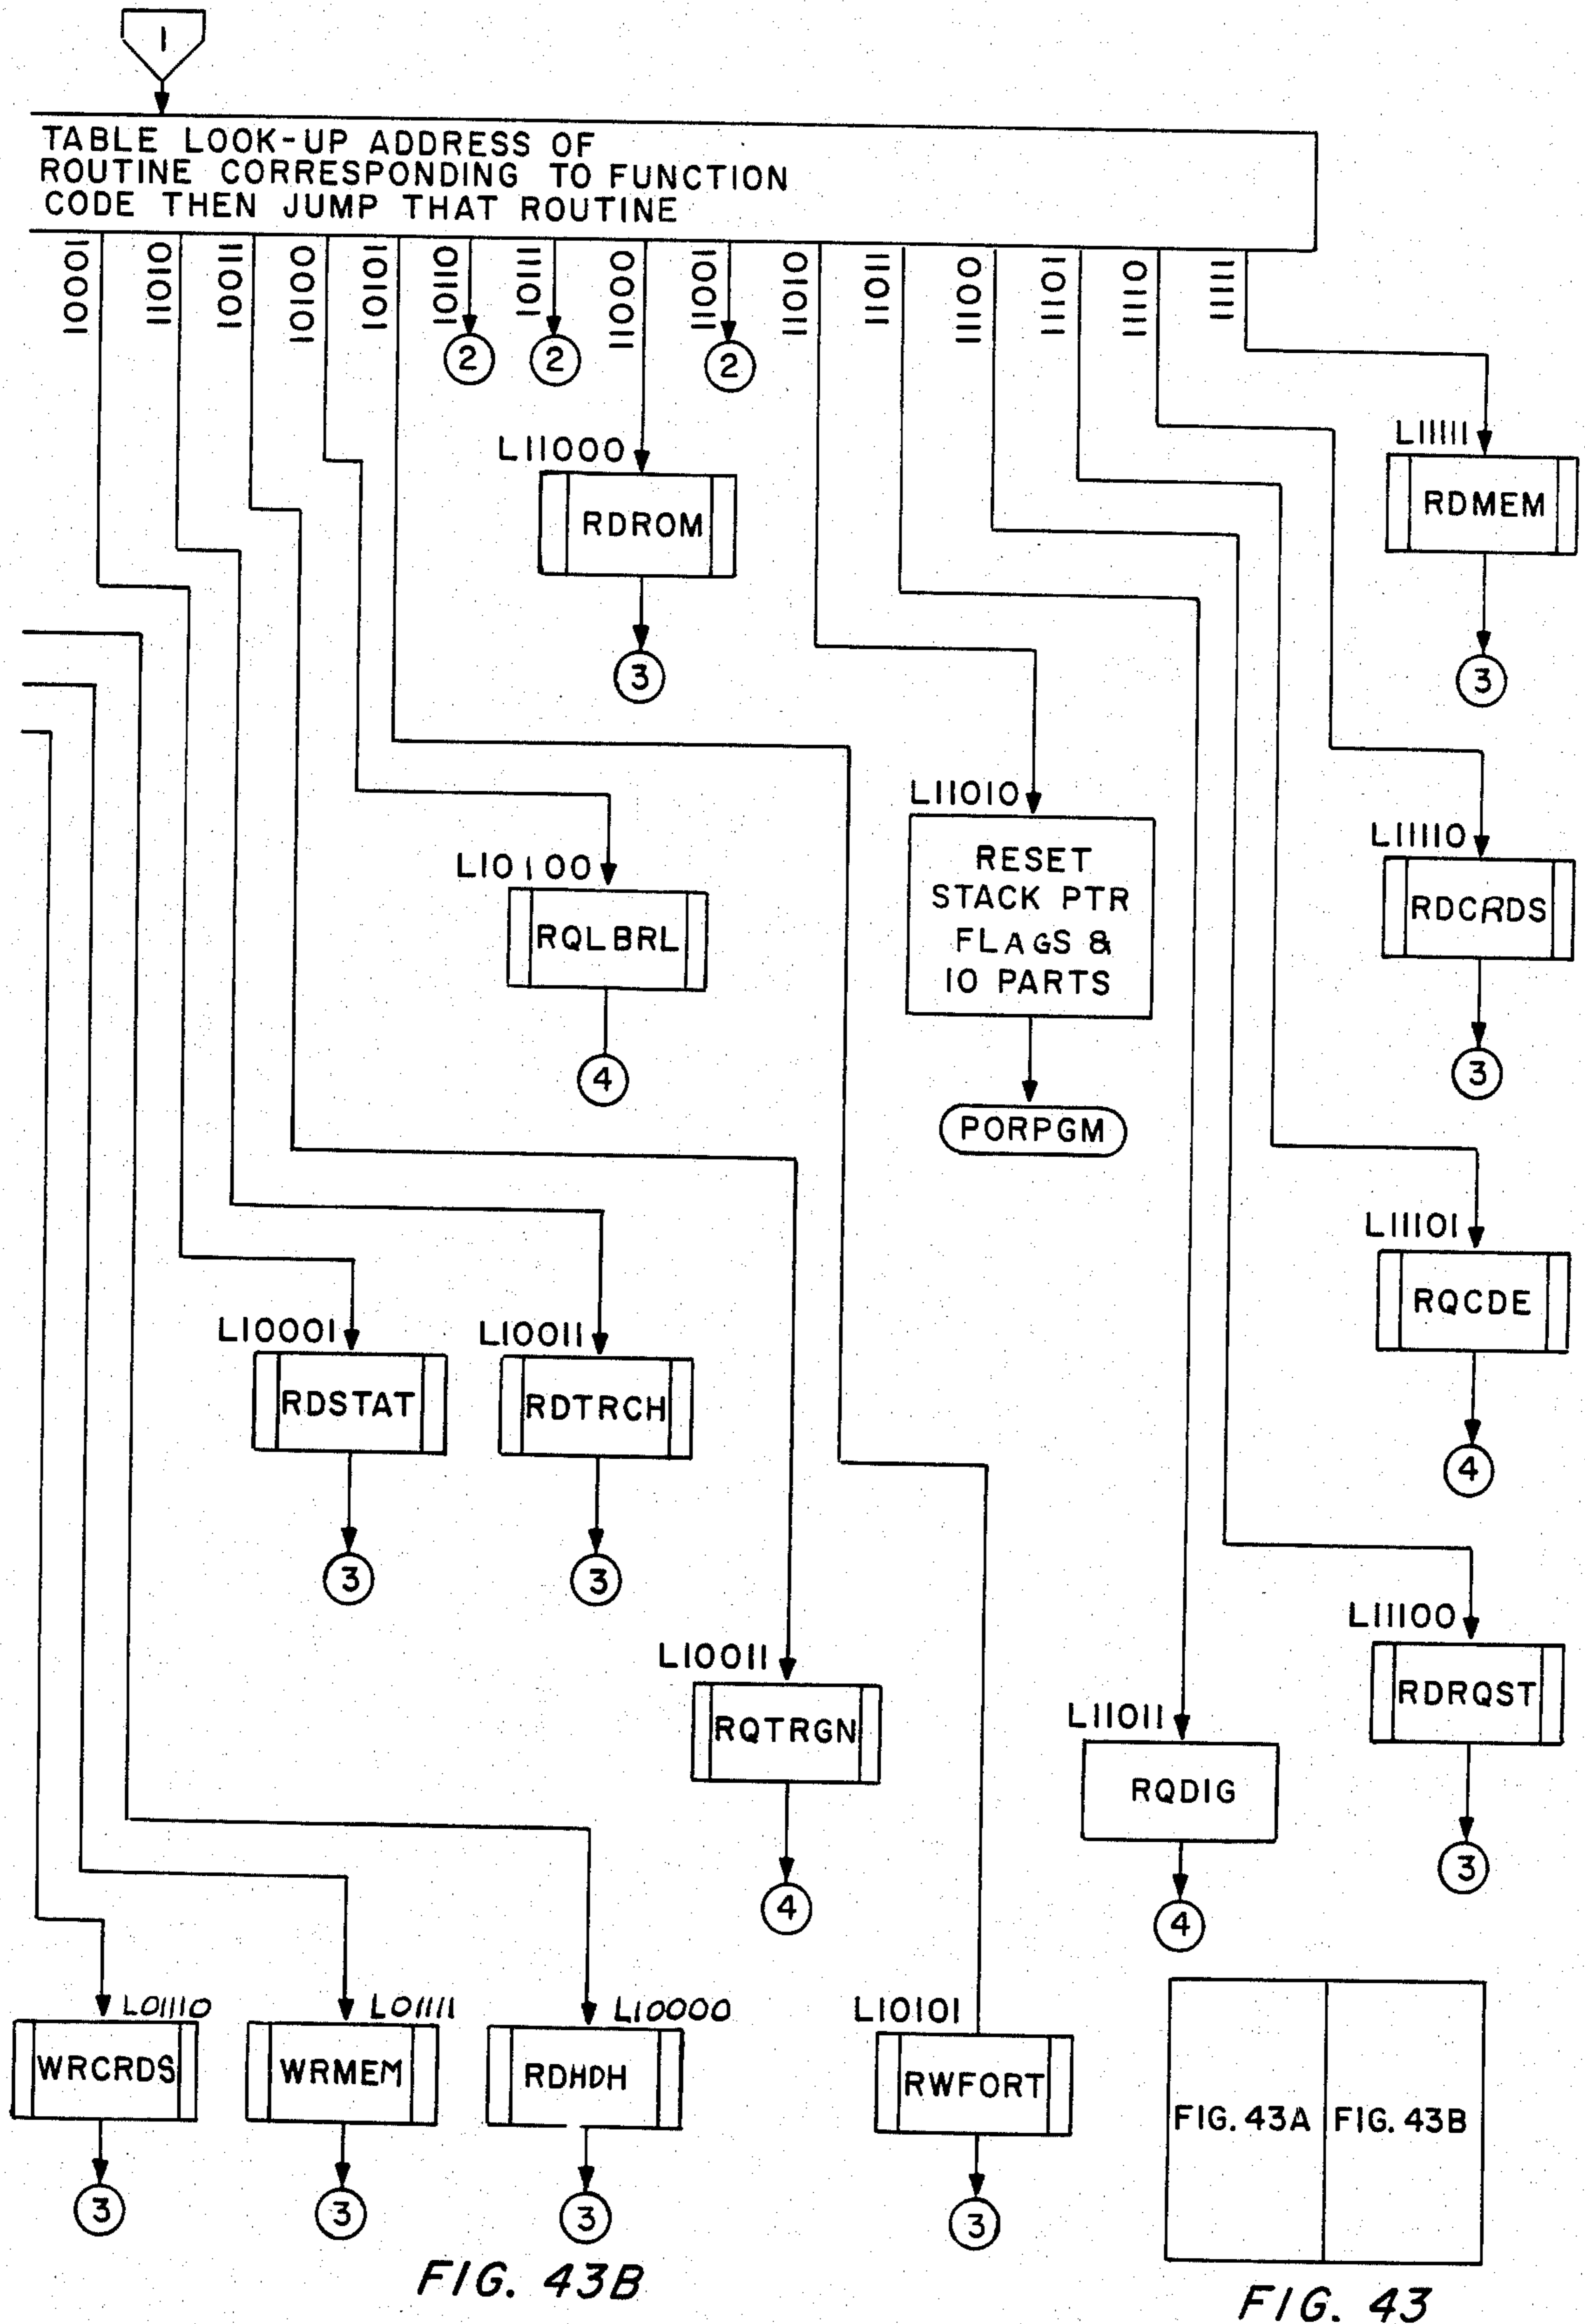 1
TABLE LOOK-UP ADDRESS OF
ROUTINE CORRESPONDING TO FUNCTION
CODE THEN JUMP THAT ROUTINE
10001
11010
10011
10100
10101
10110
10111
11000
11001
11010
11011
11100
11101
11110
11111
2
2
2
L11000
RDROM
3
L11111
RDMEM
3
L10100
RQLBRL
4
L11010
RESET
STACK PTR
FLAGS &
IO PARTS
PORPGM
L11110
RDCRDS
3
L11101
RQCDE
4
L10001
RDSTAT
3
L10011
RDTRCH
3
L10011
RQTRGN
4
L11011
RQDIG
4
L11100
RDRQST
3
L01110
WRCRDS
3
L01111
WRMEM
3
L10000
RDHDH
3
L10101
RWFORT
3
FIG. 43A
FIG. 43B
FIG. 43B
FIG. 43